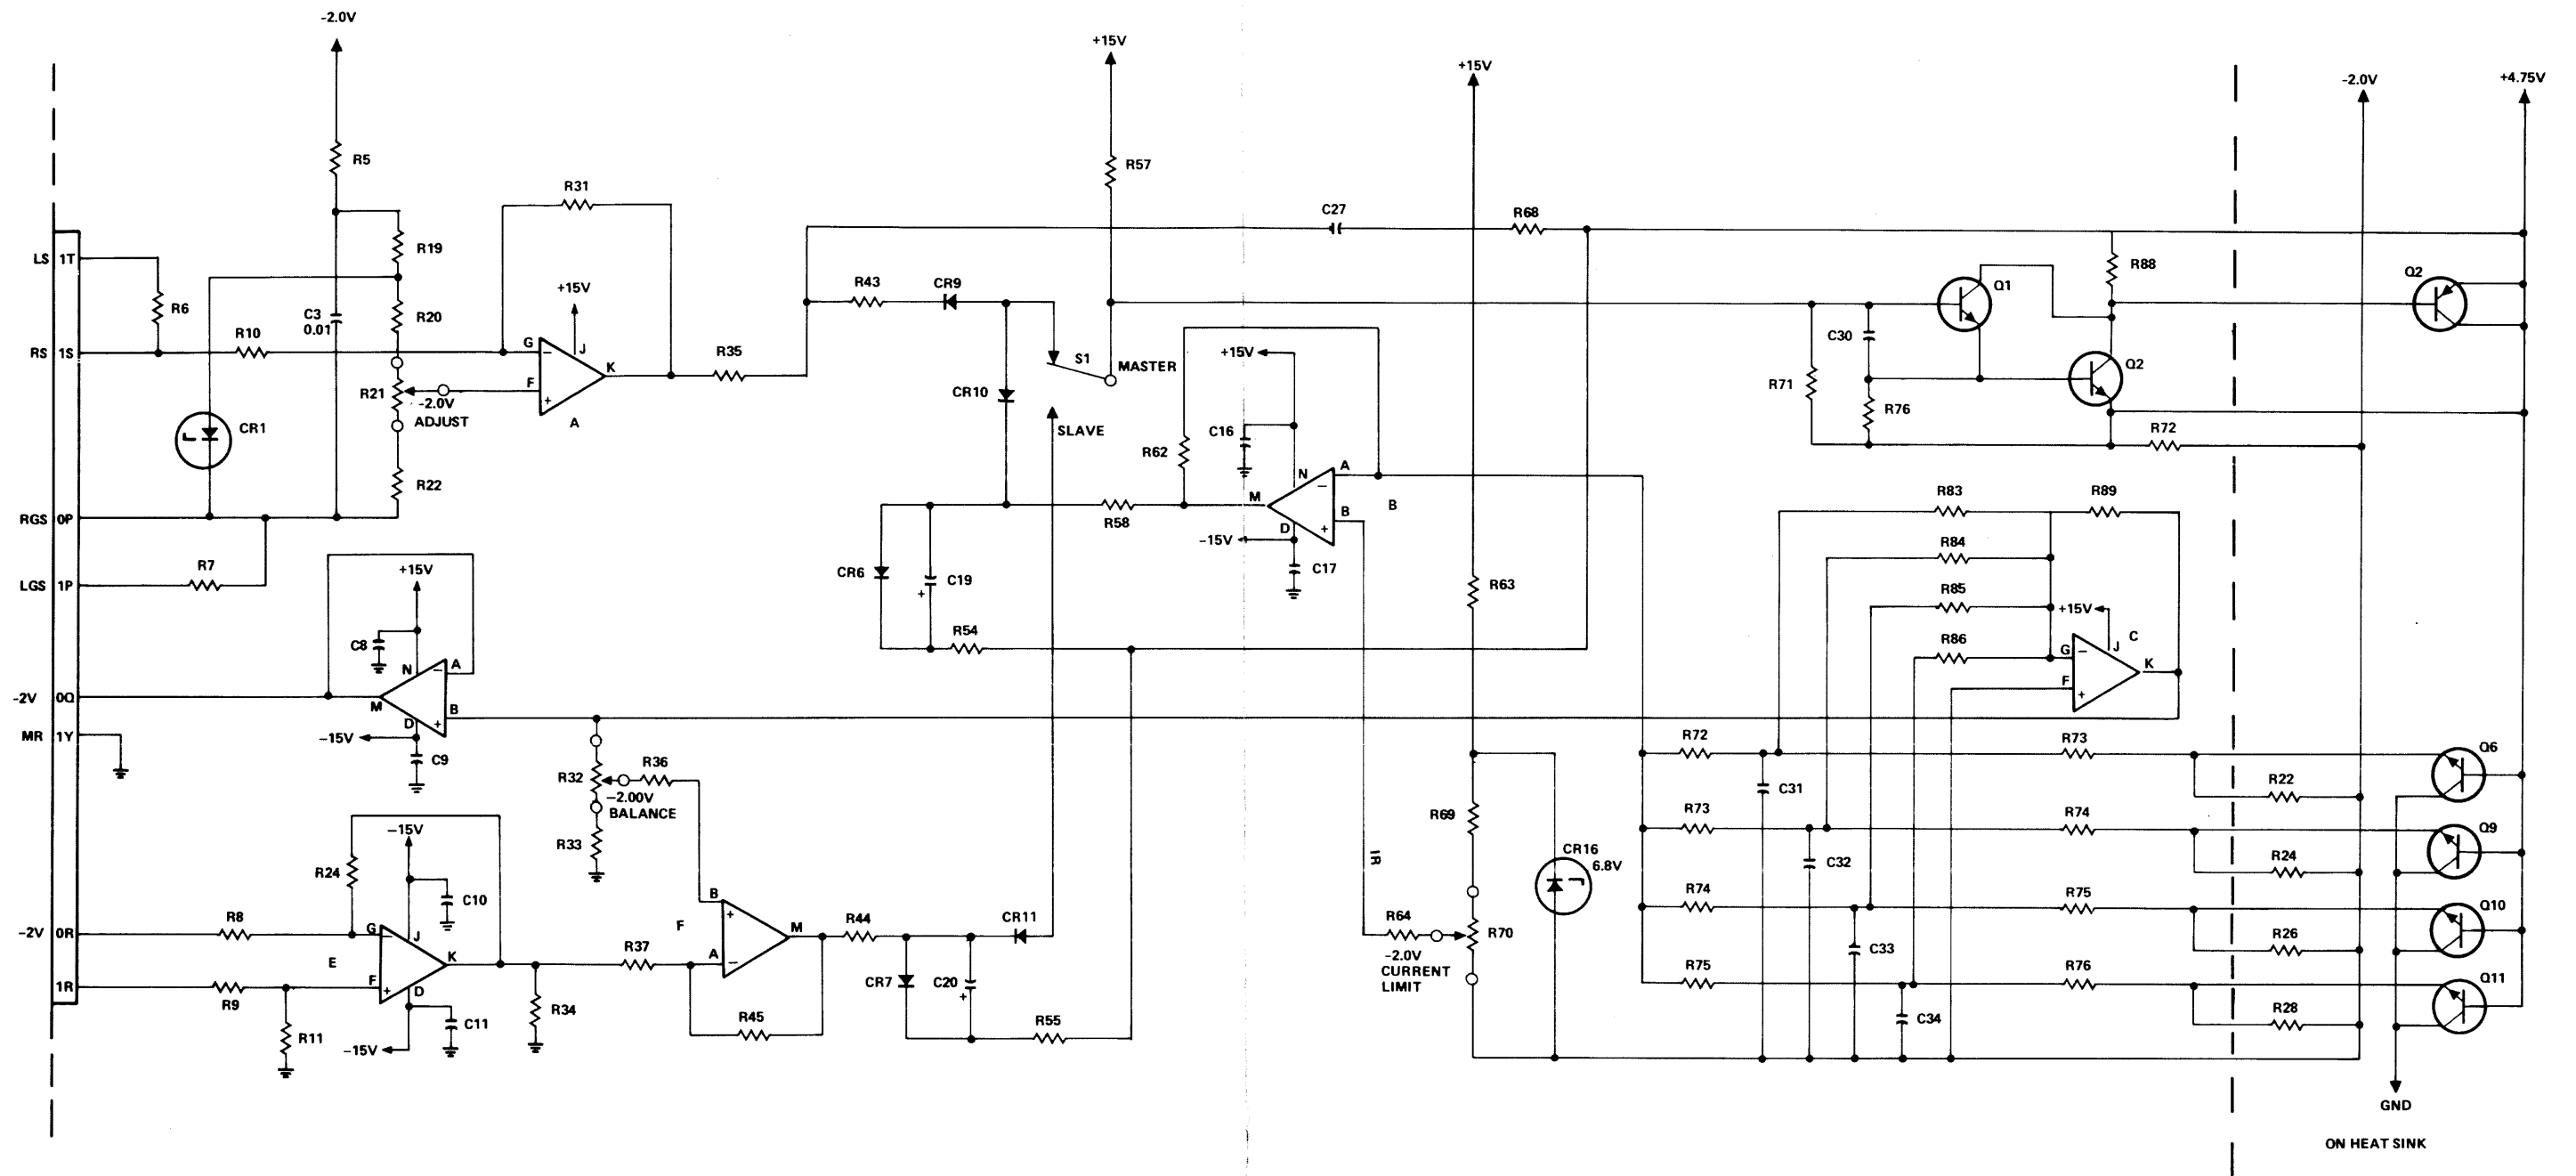 -2.0V
+15V
+15V
-2.0V
+4.75V
R5
R57
R31
C27
R68
R19
LS 1T
R88
+15V
R43
CR9
Q1
Q2
R6
C3
0.01
R20
R10
C30
RS 1S
G
−
J
K
R35
S1
MASTER
+15V
Q2
R21
F
+
A
-2.0V
ADJUST
CR10
R71
R76
CR1
SLAVE
C16
R72
R62
N
A
−
R22
M
B
B
R83
R89
RGS 0P
R58
D
+
-15V
R84
R7
+15V
CR6
C19
+
C17
LGS 1P
R63
R85
+15V
C8
R54
R86
G
−
J
C
K
N
−
A
F
+
-2V 0Q
M
D
+
B
MR 1Y
-15V
C9
R72
R73
Q6
R32
R36
−2.00V
BALANCE
R22
C31
R33
R69
R73
R74
Q9
−15V
R24
CR16
6.8V
C32
R24
C10
B
+
IR
R74
R75
Q10
R8
-2V 0R
G
−
J
F
M
R44
CR11
R64
R70
R26
E
K
R37
A
−
-2.0V
CURRENT
LIMIT
C33
1R
R9
F
+
D
CR7
C20
+
R75
R76
Q11
R34
C11
R11
R45
R55
C34
R28
−15V
GND
ON HEAT SINK